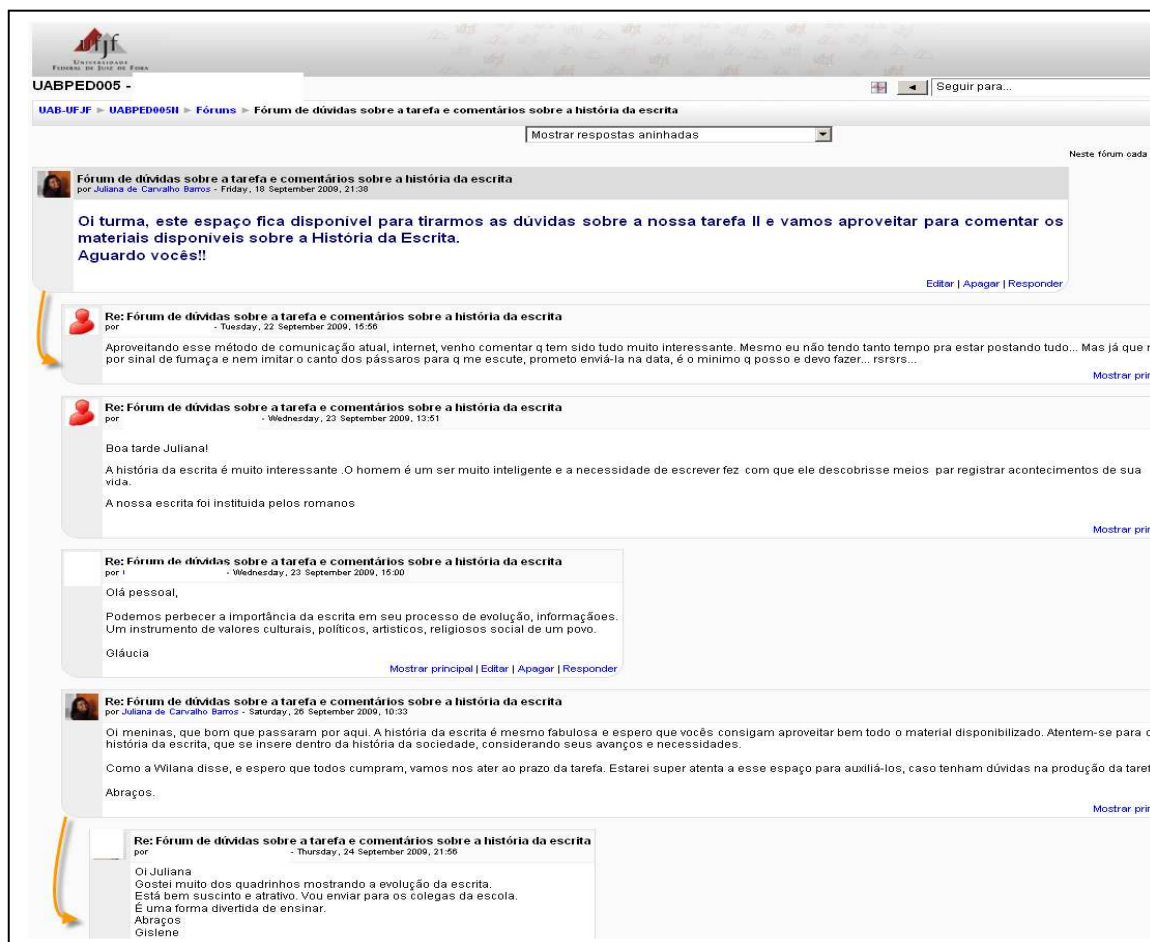 ufjf
UNIVERSIDADE
FEDERAL DE JUIZ DE FORA
UABPED005 -
Seguir para...
UAB-UFJF ► UABPED005N ► Fóruns ► Fórum de dúvidas sobre a tarefa e comentários sobre a história da escrita
Mostrar respostas aninhadas
Neste fórum cada
Fórum de dúvidas sobre a tarefa e comentários sobre a história da escrita
por Juliana de Carvalho Barros - Friday, 18 September 2009, 21:38
Oi turma, este espaço fica disponível para tirarmos as dúvidas sobre a nossa tarefa II e vamos aproveitar para comentar os
materiais disponíveis sobre a História da Escrita.
Aguardo vocês!!
Editar | Apagar | Responder
Re: Fórum de dúvidas sobre a tarefa e comentários sobre a história da escrita
por - Tuesday, 22 September 2009, 15:56
Aproveitando esse método de comunicação atual, internet, venho comentar q tem sido tudo muito interessante. Mesmo eu não tendo tanto tempo pra estar postando tudo... Mas já que
por sinal de fumaça e nem imitar o canto dos pássaros para q me escute, prometo enviá-la na data, é o minimo q posso e devo fazer... rsrsrs...
Mostrar
Re: Fórum de dúvidas sobre a tarefa e comentários sobre a história da escrita
por - Wednesday, 23 September 2009, 13:51
Boa tarde Juliana!
A história da escrita é muito interessante .O homem é um ser muito inteligente e a necessidade de escrever fez com que ele descobrisse meios par registrar acontecimentos de sua
vida.
A nossa escrita foi instituida pelos romanos
Mostrar
Re: Fórum de dúvidas sobre a tarefa e comentários sobre a história da escrita
por - Wednesday, 23 September 2009, 15:00
Olá pessoal,
Podemos perbecer a importância da escrita em seu processo de evolução, informaçãoes.
Um instrumento de valores culturais, políticos, artisticos, religiosos social de um povo.
Gláucia
Mostrar principal | Editar | Apagar | Responder
Re: Fórum de dúvidas sobre a tarefa e comentários sobre a história da escrita
por Juliana de Carvalho Barros - Saturday, 26 September 2009, 10:33
Oi meninas, que bom que passaram por aqui. A história da escrita é mesmo fabulosa e espero que vocês consigam aproveitar bem todo o material disponibilizado. Atentem-se para
história da escrita, que se insere dentro da história da sociedade, considerando seus avanços e necessidades.
Como a Wilana disse, e espero que todos cumpram, vamos nos ater ao prazo da tarefa. Estarei super atenta a esse espaço para auxiliá-los, caso tenham dúvidas na produção da
Abraços.
Mostrar
Re: Fórum de dúvidas sobre a tarefa e comentários sobre a história da escrita
por - Thursday, 24 September 2009, 21:56
Oi Juliana
Gostei muito dos quadrinhos mostrando a evolução da escrita.
Está bem suscinto e atrativo. Vou enviar para os colegas da escola.
É uma forma divertida de ensinar.
Abraços
Gislene